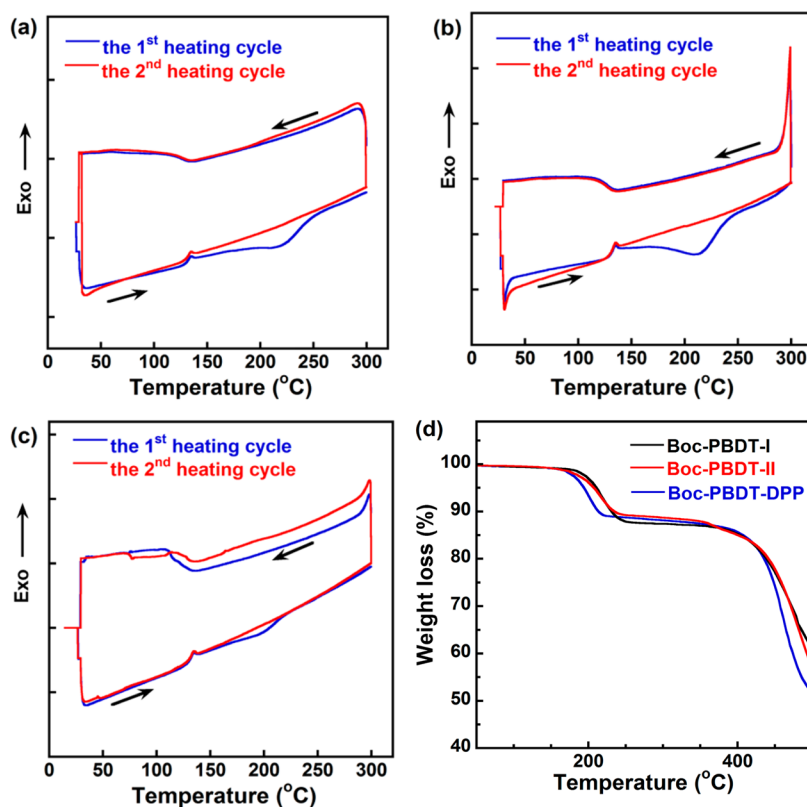 (a)
the 1st heating cycle
the 2nd heating cycle
Exo
0 50 100 150 200 250 300
Temperature (°C)
(b)
the 1st heating cycle
the 2nd heating cycle
Exo
0 50 100 150 200 250 300
Temperature (°C)
(c)
the 1st heating cycle
the 2nd heating cycle
Exo
0 50 100 150 200 250 300
Temperature (°C)
(d)
Boc-PBDT-I
Boc-PBDT-II
Boc-PBDT-DPP
Weight loss (%)
100
90
80
70
60
50
40
200 400
Temperature (°C)